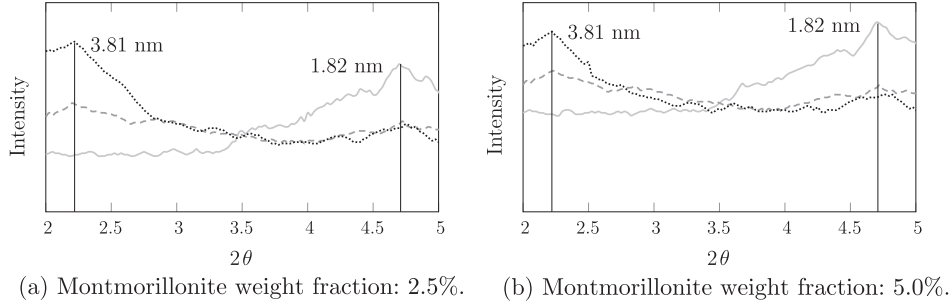 3.81 nm
1.82 nm
Intensity
2 2.5 3 3.5 4 4.5 5
2θ
(a) Montmorillonite weight fraction: 2.5%.
3.81 nm
1.82 nm
Intensity
2 2.5 3 3.5 4 4.5 5
2θ
(b) Montmorillonite weight fraction: 5.0%.